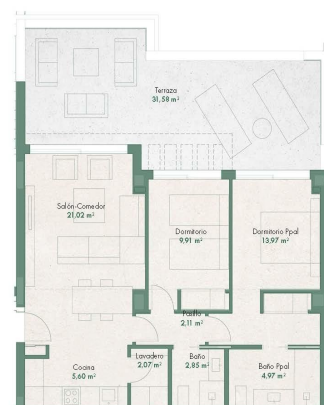 Terraza
31,58 m²
Salón-Comedor
21,02 m²
Dormitorio
9,91 m²
Dormitorio Ppal
13,97 m²
Pasillo
2,11 m²
Cocina
5,60 m²
Lavadero
2,07 m²
Baño
2,85 m²
Baño Ppal
4,97 m²